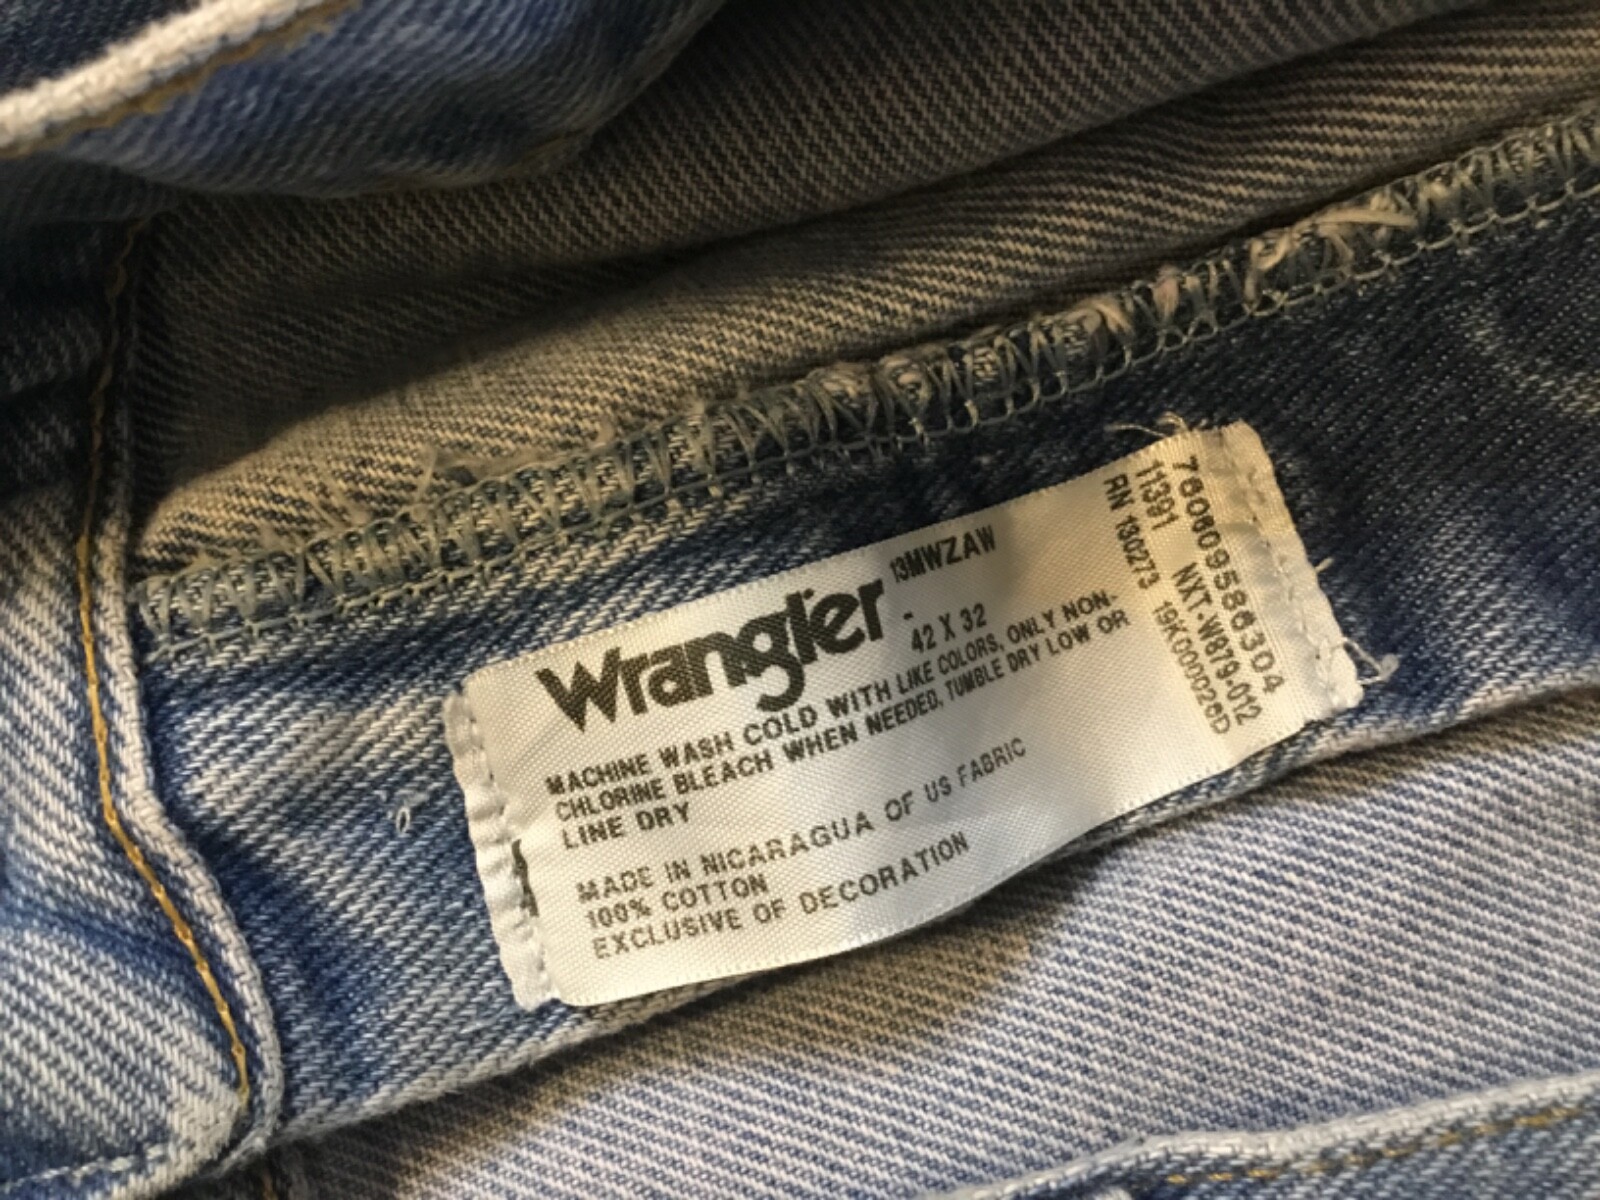 Wrangler 13MWZAW
- 42 X 32
MACHINE WASH COLD WITH LIKE COLORS, ONLY NON-
CHLORINE BLEACH WHEN NEEDED, TUMBLE DRY LOW OR
LINE DRY
MADE IN NICARAGUA OF US FABRIC
100% COTTON
EXCLUSIVE OF DECORATION
7606095886304
11391 NXT-W879-012
RN 130273 19K0000026D